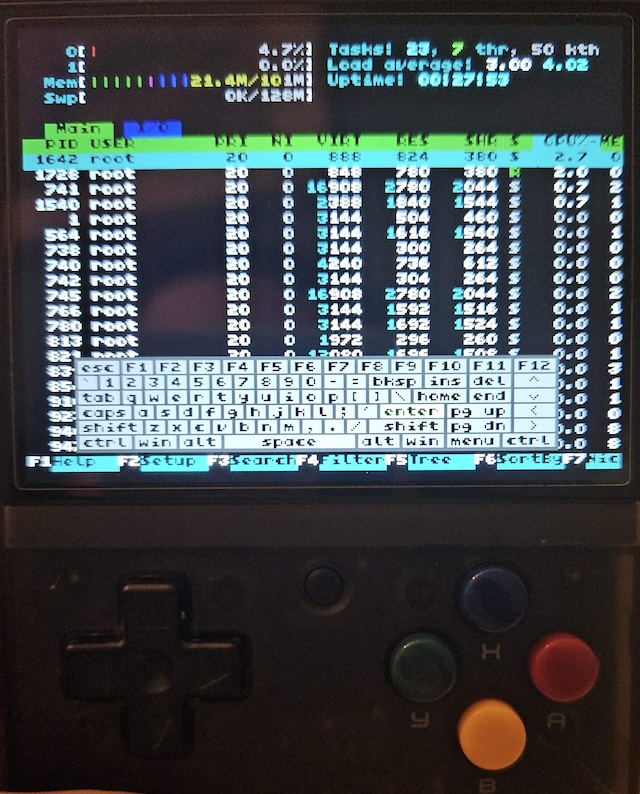 0[| 4.7%] Tasks: 23, 7 thr, 50 kth
1[ 0.0%] Load average: 3.00 4.02
Mem[|||||||||21.4M/101M] Uptime: 00:27:53
Swp[ 0K/128M]
Main I/O
PID USER PRI NI VIRT RES SHR S CPU%-ME
1642 root 20 0 888 824 380 S 2.7 0
1728 root 20 0 848 780 380 R 2.0 0
741 root 20 0 16908 2780 2044 S 0.7 2
1540 root 20 0 2388 1840 1544 S 0.7 1
1 root 20 0 3144 504 460 S 0.0 0
564 root 20 0 3144 1616 1540 S 0.0 1
738 root 20 0 3144 300 264 S 0.0 0
740 root 20 0 4240 736 612 S 0.0 0
742 root 20 0 3144 304 264 S 0.0 0
745 root 20 0 16908 2780 2044 S 0.0 2
766 root 20 0 3144 1592 1516 S 0.0 1
780 root 20 0 3144 1692 1524 S 0.0 1
813 root 20 0 1972 296 260 S 0.0 0
root 20 0 S 0.0 1
esc F1 F2 F3 F4 F5 F6 F7 F8 F9 F10 F11 F12
` 1 2 3 4 5 6 7 8 9 0 - = bksp ins del ^
tab q w e r t y u i o p [ ] \ home end v
caps a s d f g h j k l ; ' enter pg up <
shift z x c v b n m , . / shift pg dn >
ctrl win alt space alt win menu ctrl
F1Help F2Setup F3Search F4Filter F5Tree F6SortBy F7Nic
X
Y A
B